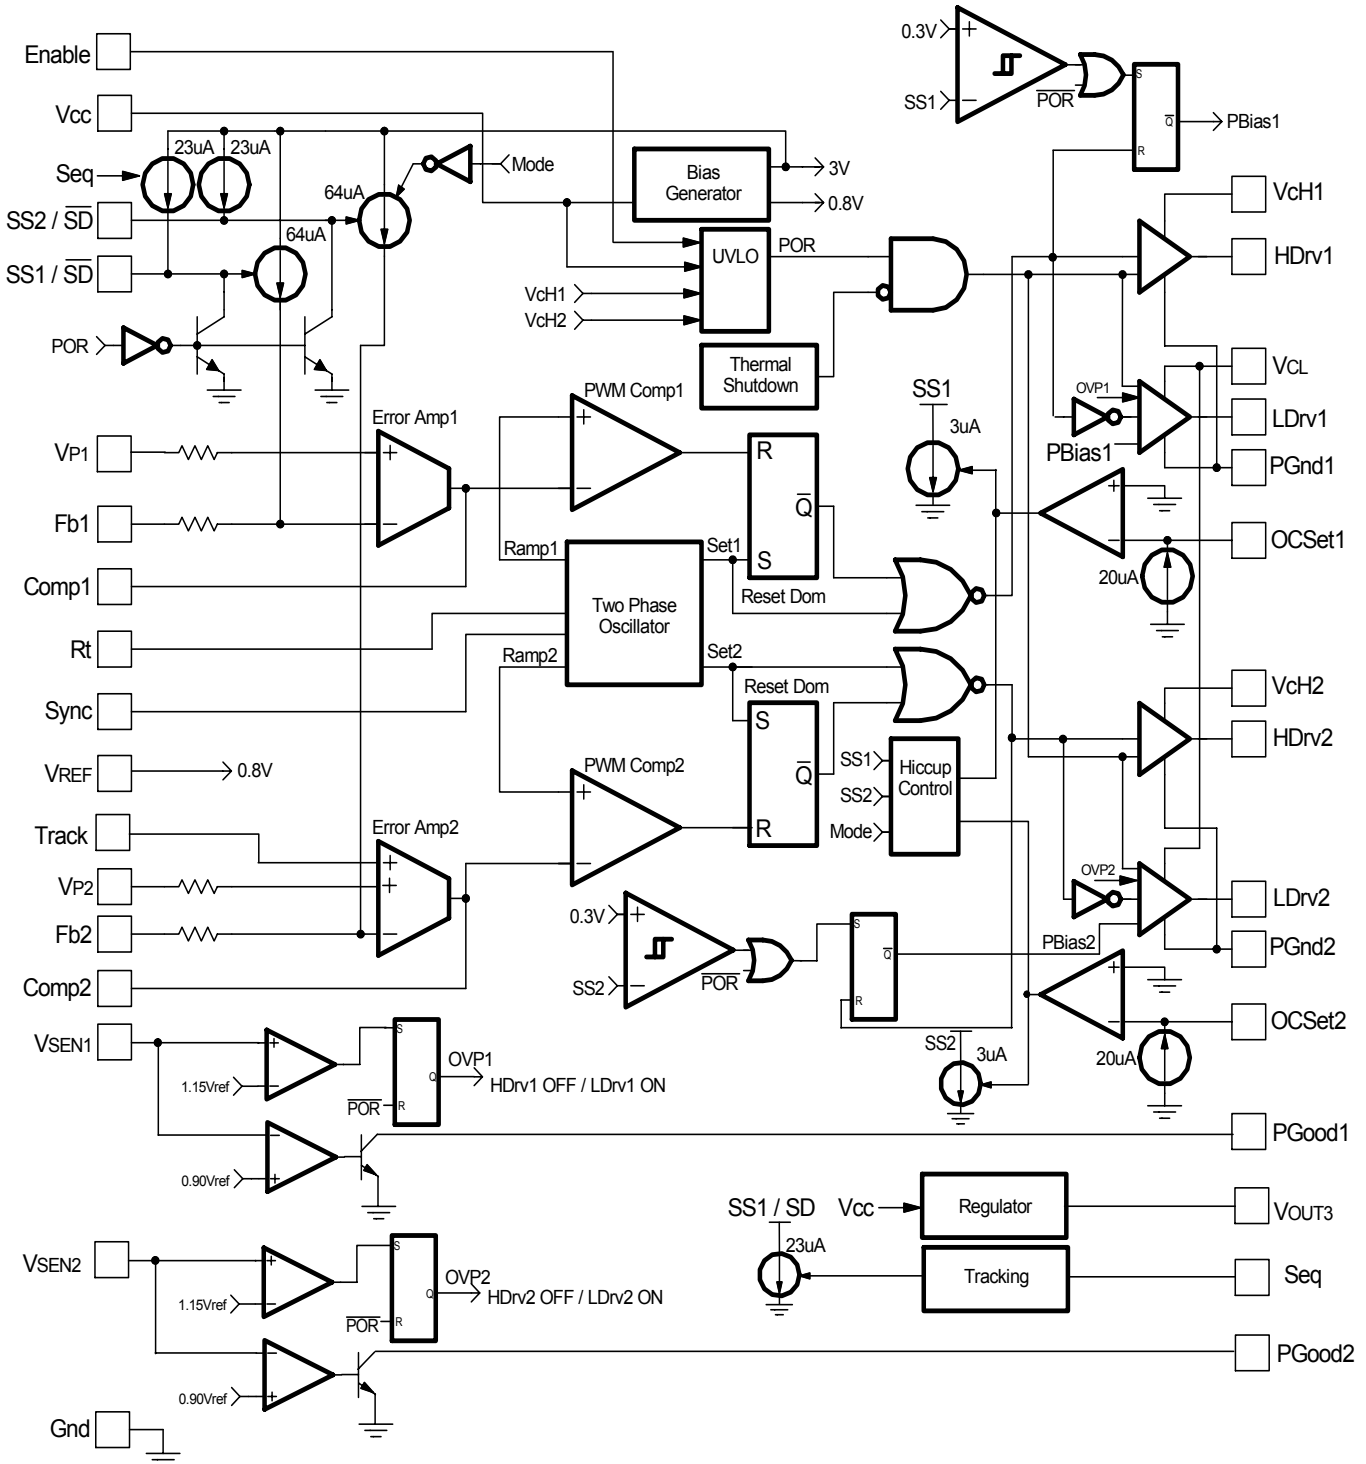 0.3V
+
SS1
−
POR
S
Q
R
PBias1
Enable
Vcc
23uA
23uA
Seq
64uA
Mode
SS2 / SD
64uA
SS1 / SD
POR
Bias
Generator
3V
0.8V
UVLO
POR
VcH1
VcH2
Thermal
Shutdown
VcH1
HDrv1
VCL
OVP1
LDrv1
PBias1
PGnd1
SS1
3uA
+
−
OCSet1
20uA
VP1
Error Amp1
+
−
Fb1
Comp1
PWM Comp1
+
−
R
Q
S
Reset Dom
Ramp1
Set1
Two Phase
Oscillator
Ramp2
Set2
Rt
Sync
Reset Dom
S
Q
R
VREF
0.8V
PWM Comp2
+
−
SS1
SS2
Mode
Hiccup
Control
VcH2
HDrv2
Track
Error Amp2
+
VP2
+
Fb2
−
Comp2
0.3V
+
SS2
−
POR
S
Q
R
PBias2
OVP2
LDrv2
PGnd2
+
−
OCSet2
20uA
SS2
3uA
VSEN1
+
1.15Vref
−
S
Q
R
POR
OVP1
HDrv1 OFF / LDrv1 ON
−
0.90Vref
+
PGood1
SS1 / SD
23uA
Vcc
Regulator
VOUT3
Tracking
Seq
VSEN2
+
1.15Vref
−
S
Q
R
POR
OVP2
HDrv2 OFF / LDrv2 ON
−
0.90Vref
+
PGood2
Gnd